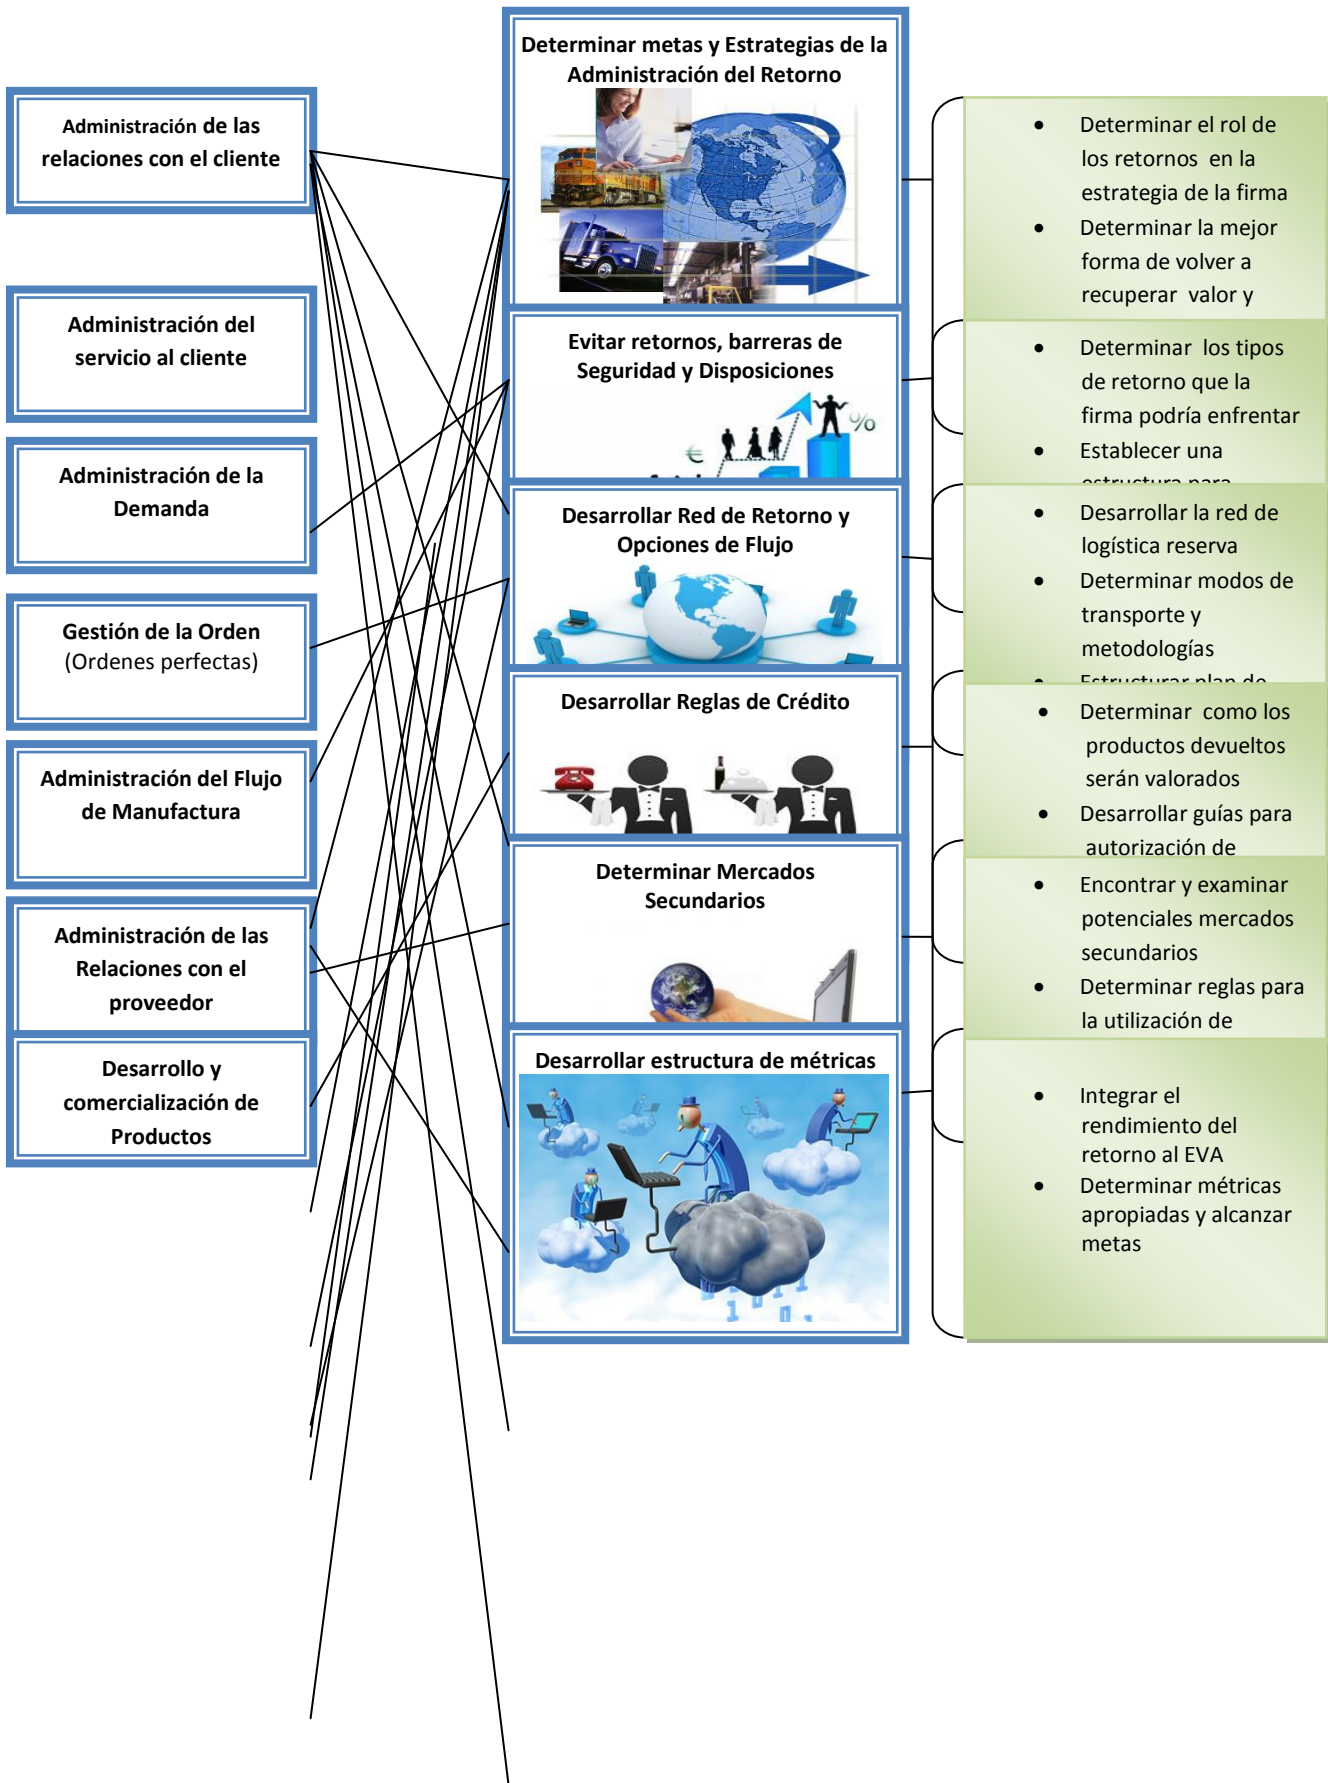 Administración de las
relaciones con el cliente
Administración del
servicio al cliente
Administración de la
Demanda
Gestión de la Orden
(Ordenes perfectas)
Administración del Flujo
de Manufactura
Administración de las
Relaciones con el
proveedor
Desarrollo y
comercialización de
Productos
Determinar metas y Estrategias de la
Administración del Retorno
Evitar retornos, barreras de
Seguridad y Disposiciones
€
%
Desarrollar Red de Retorno y
Opciones de Flujo
Desarrollar Reglas de Crédito
Determinar Mercados
Secundarios
Desarrollar estructura de métricas
• Determinar el rol de
los retornos en la
estrategia de la firma
• Determinar la mejor
forma de volver a
recuperar valor y
• Determinar los tipos
de retorno que la
firma podría enfrentar
• Establecer una
estructura para
• Desarrollar la red de
logística reserva
• Determinar modos de
transporte y
metodologías
• Estructurar plan de
• Determinar como los
productos devueltos
serán valorados
• Desarrollar guías para
autorización de
• Encontrar y examinar
potenciales mercados
secundarios
• Determinar reglas para
la utilización de
• Integrar el
rendimiento del
retorno al EVA
• Determinar métricas
apropiadas y alcanzar
metas